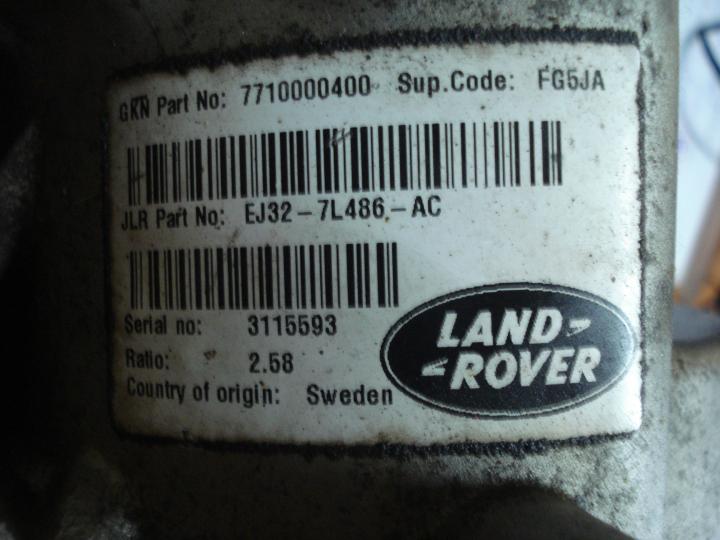 GKN Part No: 7710000400 Sup.Code: FG5JA
JLR Part No: EJ32-7L486-AC
Serial no: 3115593
Ratio: 2.58
Country of origin: Sweden
LAND-
-ROVER